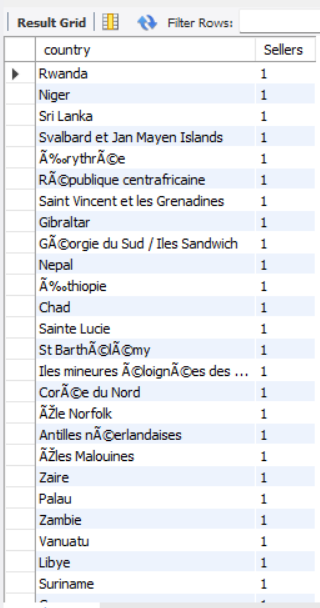 Result Grid Filter Rows:
country Sellers
Rwanda 1
Niger 1
Sri Lanka 1
Svalbard et Jan Mayen Islands 1
Ã‰rythrÃ©e 1
RÃ©publique centrafricaine 1
Saint Vincent et les Grenadines 1
Gibraltar 1
GÃ©orgie du Sud / Iles Sandwich 1
Nepal 1
Ã‰thiopie 1
Chad 1
Sainte Lucie 1
St BarthÃ©lÃ©my 1
Iles mineures Ã©loignÃ©es des ... 1
CorÃ©e du Nord 1
ÃŽle Norfolk 1
Antilles nÃ©erlandaises 1
ÃŽles Malouines 1
Zaire 1
Palau 1
Zambie 1
Vanuatu 1
Libye 1
Suriname 1